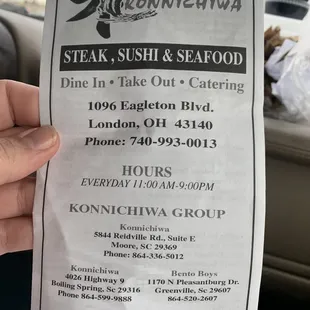 KONNICHIWA
STEAK, SUSHI & SEAFOOD
Dine In • Take Out • Catering
1096 Eagleton Blvd.
London, OH 43140
Phone: 740-993-0013
HOURS
EVERYDAY 11:00 AM-9:00PM
KONNICHIWA GROUP
Konnichiwa
5844 Reidville Rd., Suite E
Moore, SC 29369
Phone: 864-336-5012
Konnichiwa
4026 Highway 9
Boiling Spring, Sc 29316
Phone 864-599-9888
Bento Boys
1170 N Pleasantburg Dr.
Greenville, Sc 29607
864-520-2607